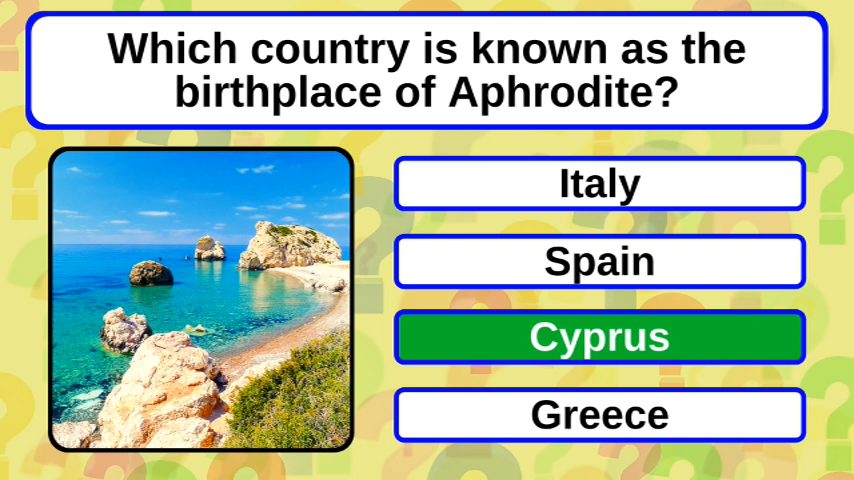 Which country is known as the
birthplace of Aphrodite?
Italy
Spain
Cyprus
Greece